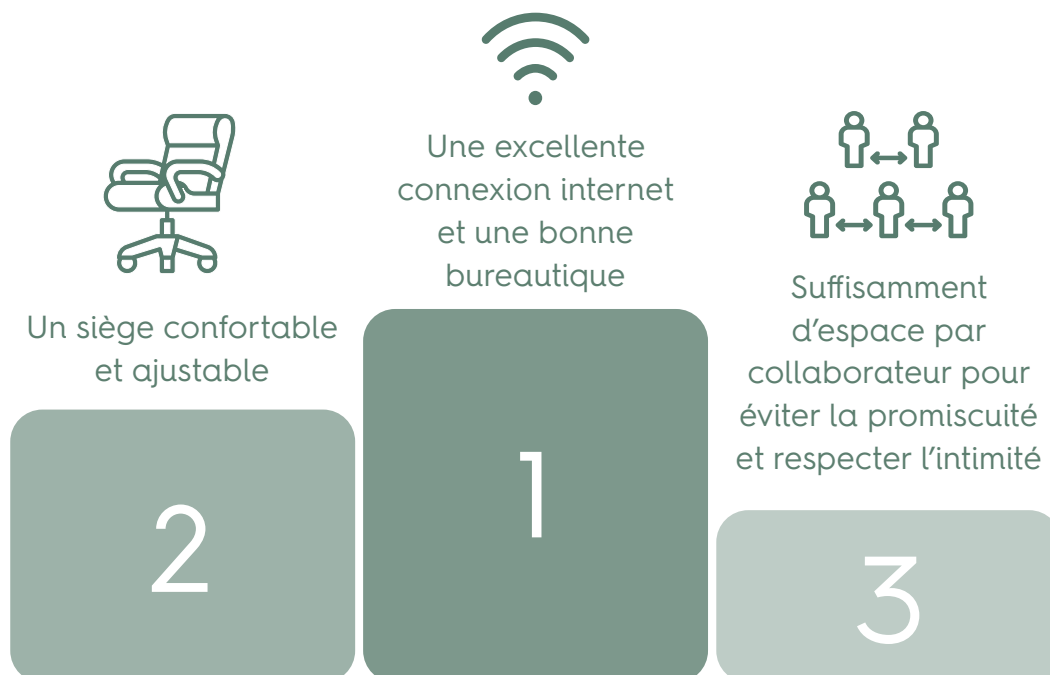 Une excellente
connexion internet
et une bonne
bureautique
1
Un siège confortable
et ajustable
2
Suffisamment
d’espace par
collaborateur pour
éviter la promiscuité
et respecter l’intimité
3